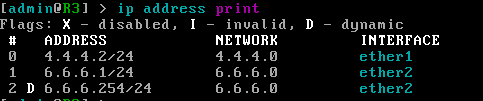 [admin@R3] > ip address print
Flags: X - disabled, I - invalid, D - dynamic
# ADDRESS NETWORK INTERFACE
0 4.4.4.2/24 4.4.4.0 ether1
1 6.6.6.1/24 6.6.6.0 ether2
2 D 6.6.6.254/24 6.6.6.0 ether2
[admin@R3] >